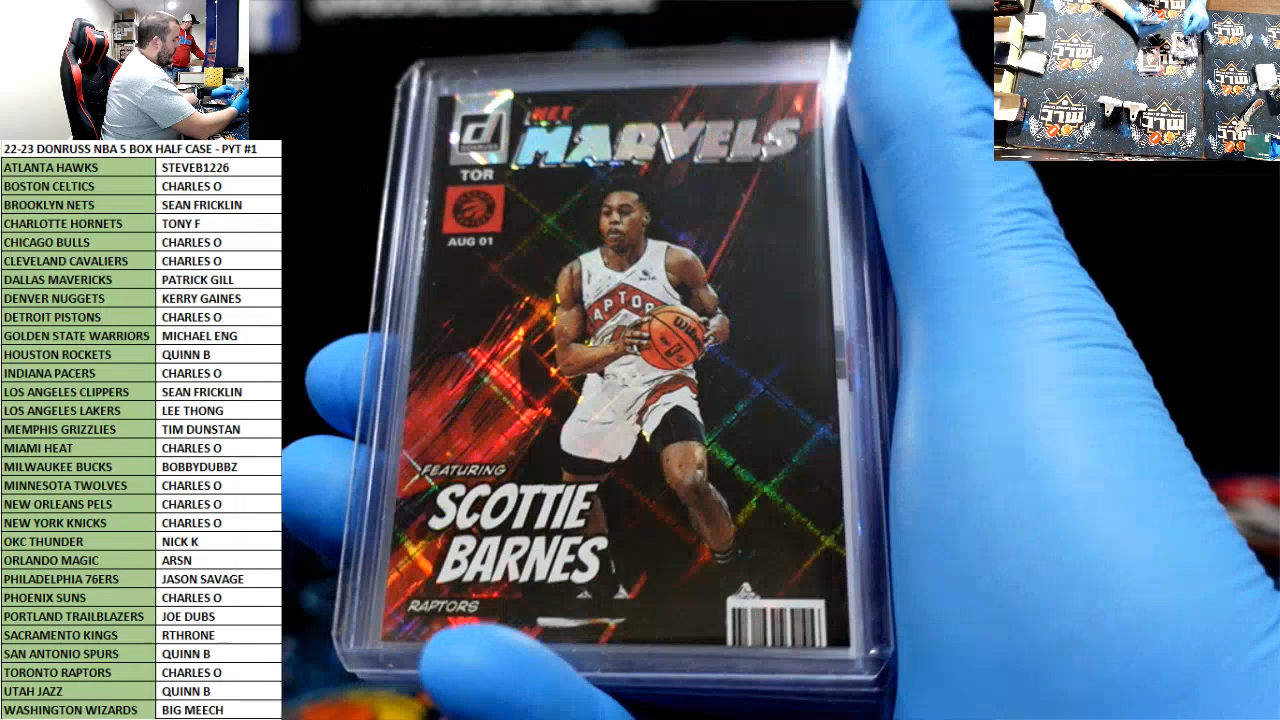 22-23 DONRUSS NBA 5 BOX HALF CASE - PYT #1
ATLANTA HAWKS STEVEB1226
BOSTON CELTICS CHARLES O
BROOKLYN NETS SEAN FRICKLIN
CHARLOTTE HORNETS TONY F
CHICAGO BULLS CHARLES O
CLEVELAND CAVALIERS CHARLES O
DALLAS MAVERICKS PATRICK GILL
DENVER NUGGETS KERRY GAINES
DETROIT PISTONS CHARLES O
GOLDEN STATE WARRIORS MICHAEL ENG
HOUSTON ROCKETS QUINN B
INDIANA PACERS CHARLES O
LOS ANGELES CLIPPERS SEAN FRICKLIN
LOS ANGELES LAKERS LEE THONG
MEMPHIS GRIZZLIES TIM DUNSTAN
MIAMI HEAT CHARLES O
MILWAUKEE BUCKS BOBBYDUBBZ
MINNESOTA TWOLVES CHARLES O
NEW ORLEANS PELS CHARLES O
NEW YORK KNICKS CHARLES O
OKC THUNDER NICK K
ORLANDO MAGIC ARSN
PHILADELPHIA 76ERS JASON SAVAGE
PHOENIX SUNS CHARLES O
PORTLAND TRAILBLAZERS JOE DUBS
SACRAMENTO KINGS RTHRONE
SAN ANTONIO SPURS QUINN B
TORONTO RAPTORS CHARLES O
UTAH JAZZ QUINN B
WASHINGTON WIZARDS BIG MEECH
DONRUSS
NET
MARVELS
TOR
AUG 01
RAPTOR
Wilson
FEATURING
SCOTTIE
BARNES
RAPTORS